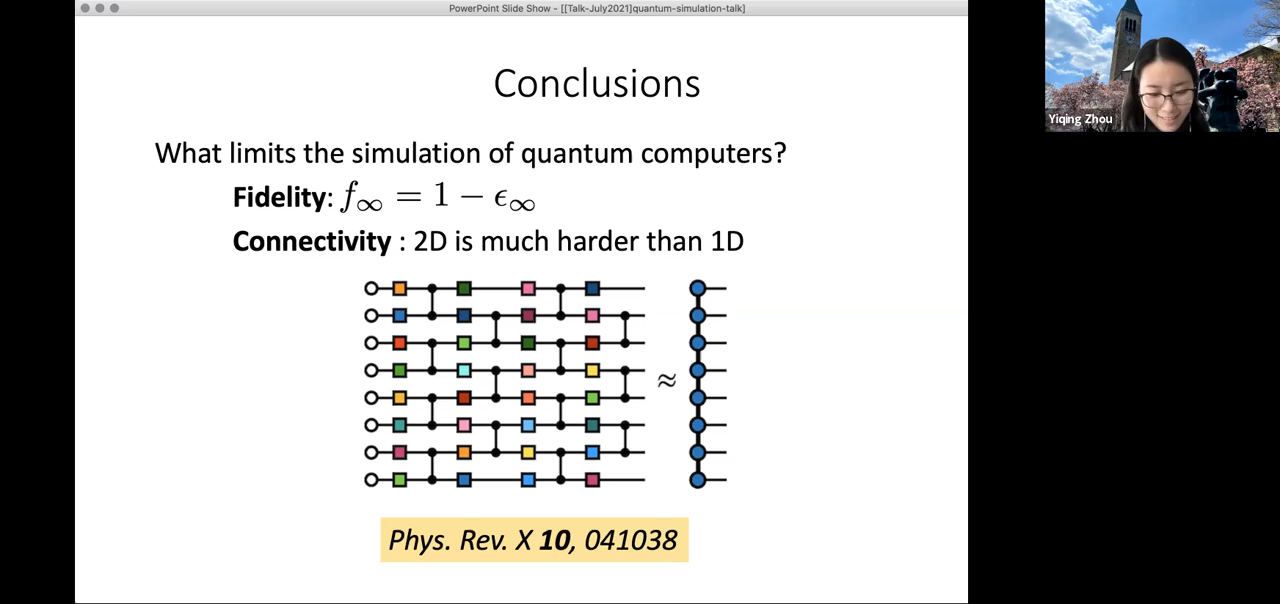 PowerPoint Slide Show - [[Talk-July2021]quantum-simulation-talk]
Conclusions
What limits the simulation of quantum computers?
Fidelity: f∞ = 1 − ϵ∞
Connectivity : 2D is much harder than 1D
≈
Phys. Rev. X 10, 041038
Yiqing Zhou